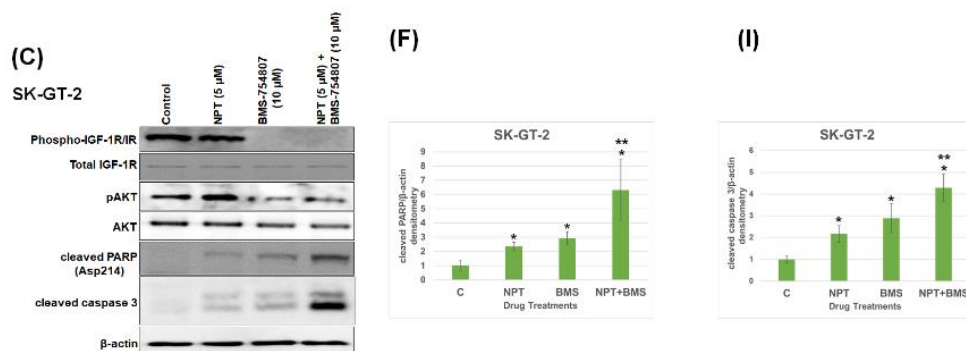 (C)
SK-GT-2
Control
NPT (5 µM)
BMS-754807
(10 µM)
NPT (5 µM) +
BMS-754807 (10 µM)
Phospho-IGF-1R/IR
Total IGF-1R
pAKT
AKT
cleaved PARP
(Asp214)
cleaved caspase 3
β-actin
(F)
SK-GT-2
cleaved PARP/β-actin
densitometry
9
8
7
6
5
4
3
2
1
0
*
*
**
*
C NPT BMS NPT+BMS
Drug Treatments
(I)
SK-GT-2
cleaved caspase 3/β-actin
densitometry
6
5
4
3
2
1
0
*
*
**
*
C NPT BMS NPT+BMS
Drug Treatments